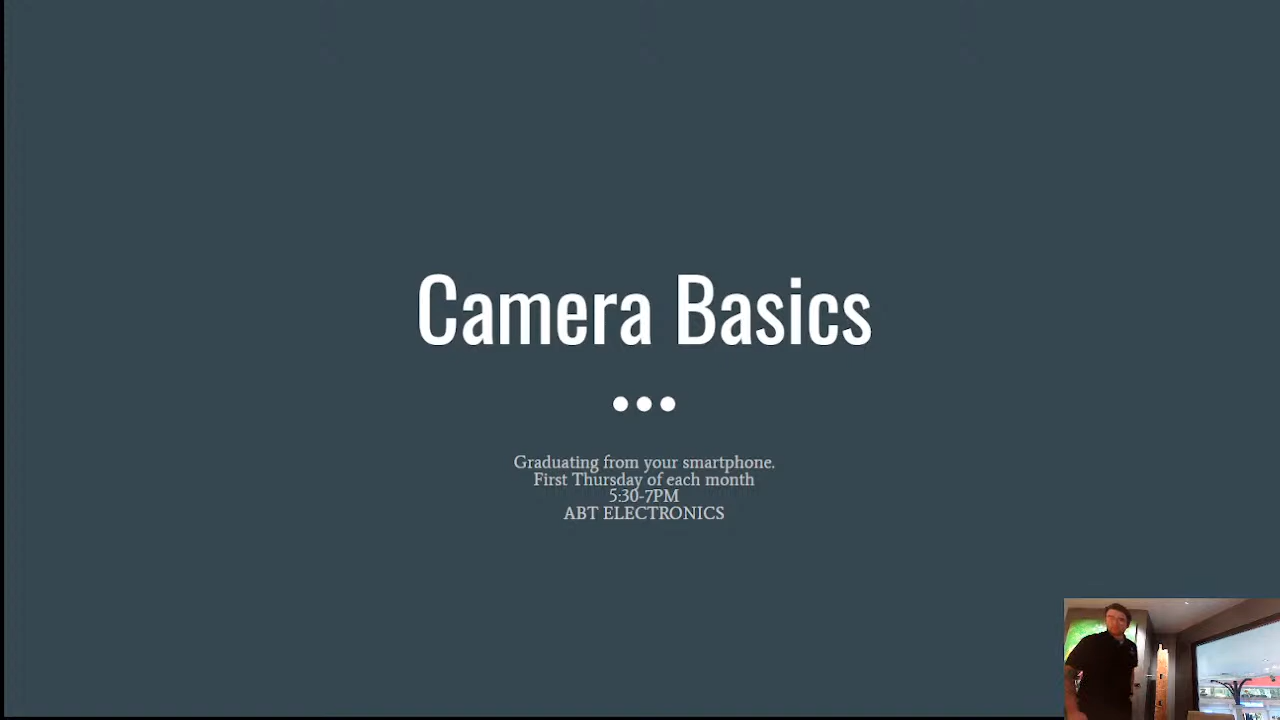 Camera Basics
Graduating from your smartphone.
First Thursday of each month
5:30-7PM
ABT ELECTRONICS